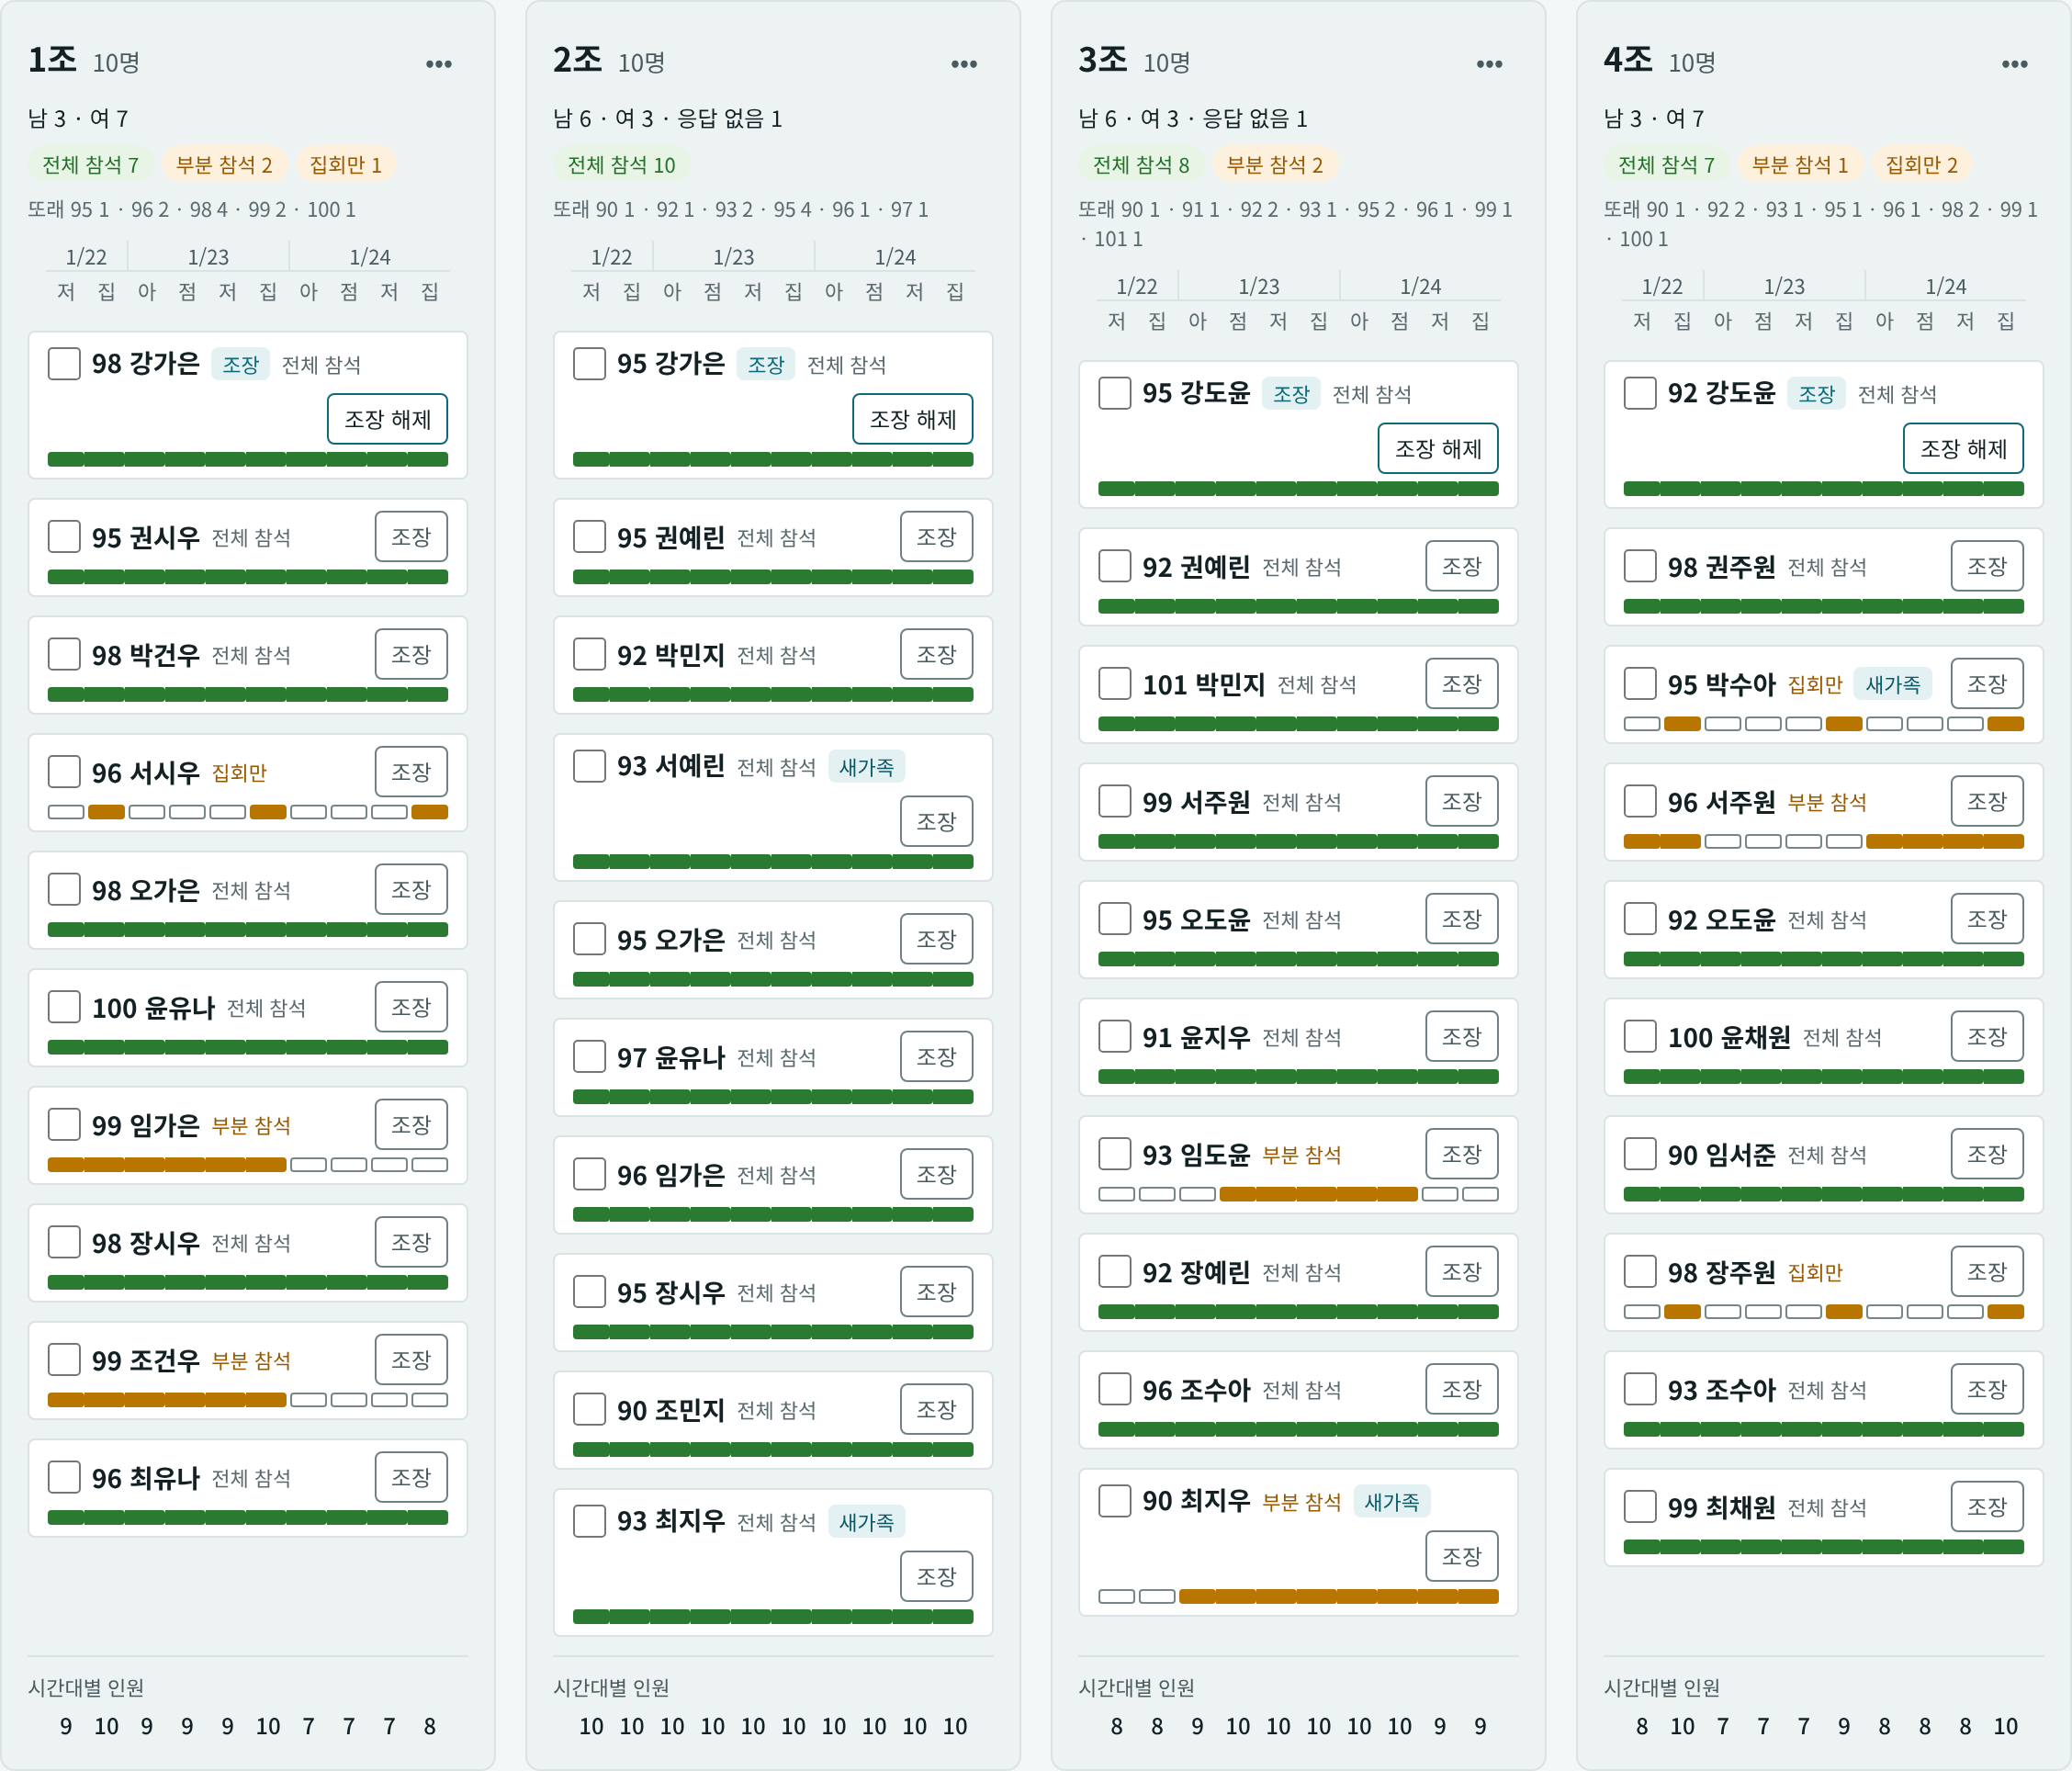 1조 10명 •••
남 3 · 여 7
전체 참석 7 부분 참석 2 집회만 1
또래 95 1 · 96 2 · 98 4 · 99 2 · 100 1
1/22 1/23 1/24
저 집 아 점 저 집 아 점 저 집
98 강가은 조장 전체 참석
조장 해제
95 권시우 전체 참석 조장
98 박건우 전체 참석 조장
96 서시우 집회만 조장
98 오가은 전체 참석 조장
100 윤유나 전체 참석 조장
99 임가은 부분 참석 조장
98 장시우 전체 참석 조장
99 조건우 부분 참석 조장
96 최유나 전체 참석 조장
시간대별 인원
9 10 9 9 9 10 7 7 7 8
2조 10명 •••
남 6 · 여 3 · 응답 없음 1
전체 참석 10
또래 90 1 · 92 1 · 93 2 · 95 4 · 96 1 · 97 1
1/22 1/23 1/24
저 집 아 점 저 집 아 점 저 집
95 강가은 조장 전체 참석
조장 해제
95 권예린 전체 참석 조장
92 박민지 전체 참석 조장
93 서예린 전체 참석 새가족
조장
95 오가은 전체 참석 조장
97 윤유나 전체 참석 조장
96 임가은 전체 참석 조장
95 장시우 전체 참석 조장
90 조민지 전체 참석 조장
93 최지우 전체 참석 새가족
조장
시간대별 인원
10 10 10 10 10 10 10 10 10 10
3조 10명 •••
남 6 · 여 3 · 응답 없음 1
전체 참석 8 부분 참석 2
또래 90 1 · 91 1 · 92 2 · 93 1 · 95 2 · 96 1 · 99 1
· 101 1
1/22 1/23 1/24
저 집 아 점 저 집 아 점 저 집
95 강도윤 조장 전체 참석
조장 해제
92 권예린 전체 참석 조장
101 박민지 전체 참석 조장
99 서주원 전체 참석 조장
95 오도윤 전체 참석 조장
91 윤지우 전체 참석 조장
93 임도윤 부분 참석 조장
92 장예린 전체 참석 조장
96 조수아 전체 참석 조장
90 최지우 부분 참석 새가족
조장
시간대별 인원
8 8 9 10 10 10 10 10 9 9
4조 10명 •••
남 3 · 여 7
전체 참석 7 부분 참석 1 집회만 2
또래 90 1 · 92 2 · 93 1 · 95 1 · 96 1 · 98 2 · 99 1
· 100 1
1/22 1/23 1/24
저 집 아 점 저 집 아 점 저 집
92 강도윤 조장 전체 참석
조장 해제
98 권주원 전체 참석 조장
95 박수아 집회만 새가족 조장
96 서주원 부분 참석 조장
92 오도윤 전체 참석 조장
100 윤채원 전체 참석 조장
90 임서준 전체 참석 조장
98 장주원 집회만 조장
93 조수아 전체 참석 조장
99 최채원 전체 참석 조장
시간대별 인원
8 10 7 7 7 9 8 8 8 10